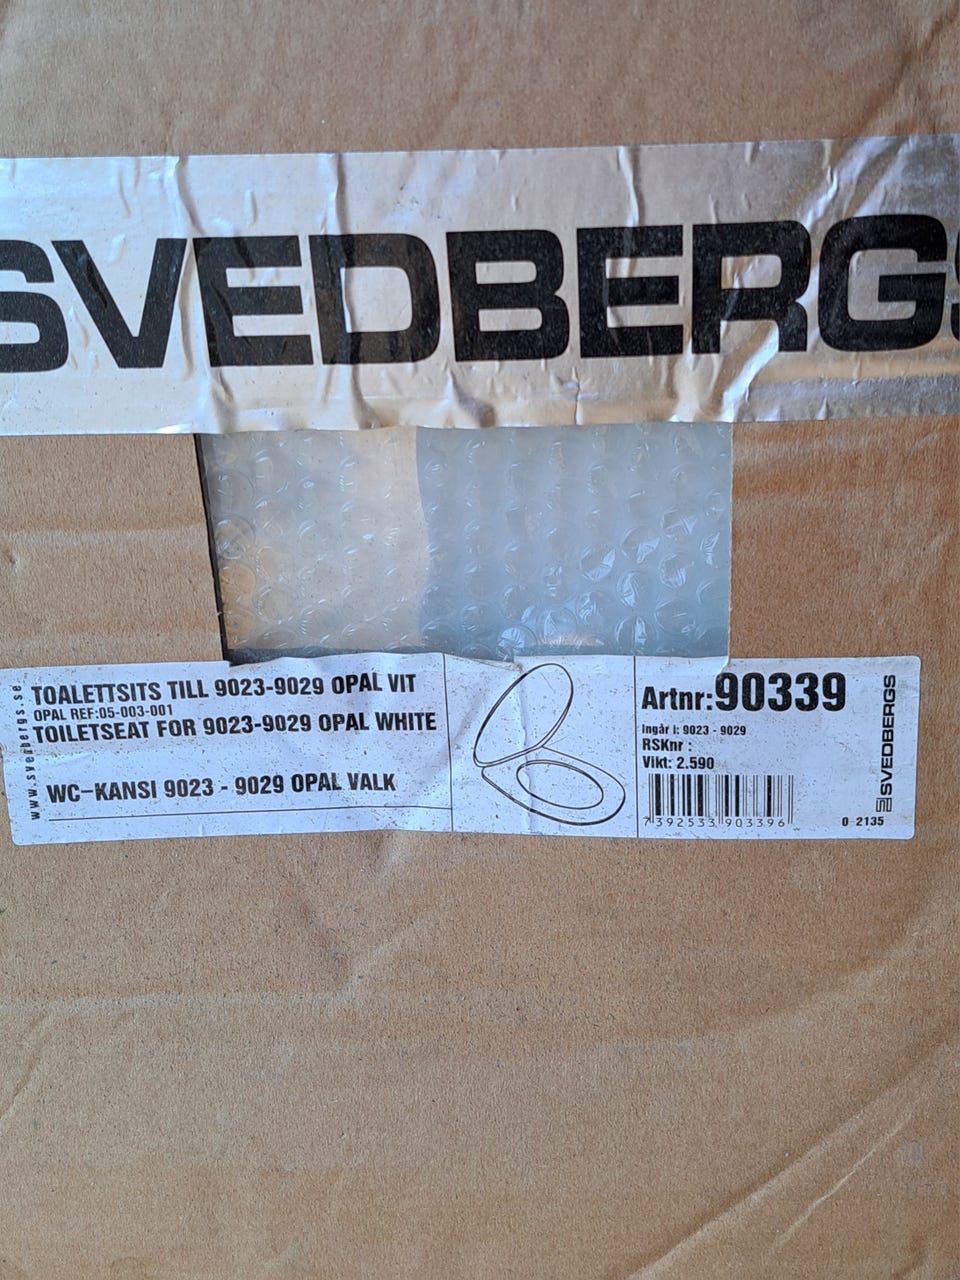 SVEDBERGS
www.svedbergs.se
TOALETTSITS TILL 9023-9029 OPAL VIT
OPAL REF:05-003-001
TOILETSEAT FOR 9023-9029 OPAL WHITE
WC-KANSI 9023 - 9029 OPAL VALK
Artnr:90339
Ingår i: 9023 - 9029
RSKnr :
Vikt: 2.590
7 392533 903396
0 2135
SVEDBERGS